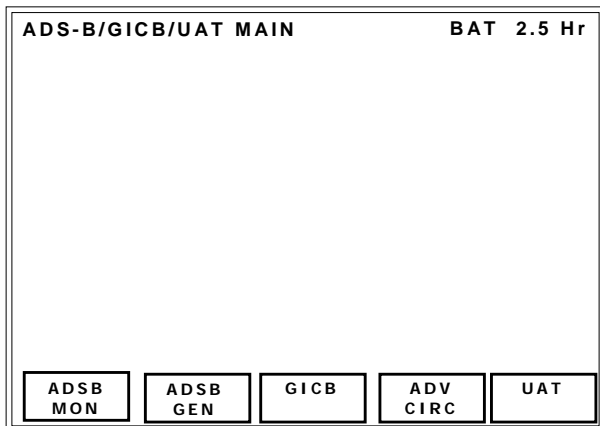 ADS-B/GICB/UAT MAIN BAT 2.5 Hr
ADSB MON
ADSB GEN
GICB
ADV CIRC
UAT